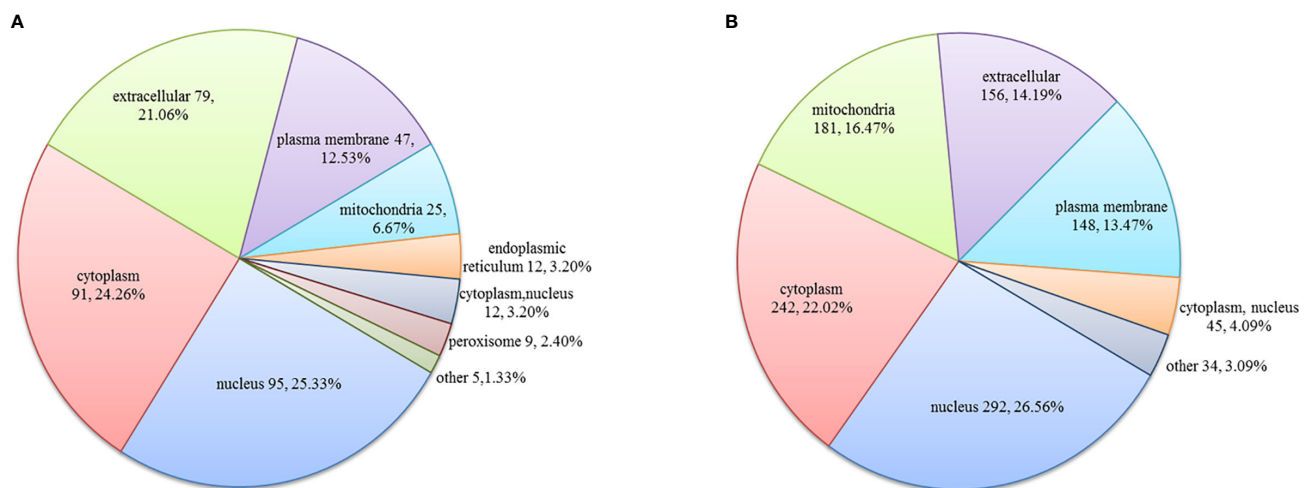 A
extracellular 79,
21.06%
plasma membrane 47,
12.53%
mitochondria 25,
6.67%
endoplasmic
reticulum 12, 3.20%
cytoplasm,nucleus
12, 3.20%
peroxisome 9, 2.40%
other 5,1.33%
nucleus 95, 25.33%
cytoplasm
91, 24.26%
B
extracellular
156, 14.19%
mitochondria
181, 16.47%
plasma membrane
148, 13.47%
cytoplasm, nucleus
45, 4.09%
other 34, 3.09%
nucleus 292, 26.56%
cytoplasm
242, 22.02%